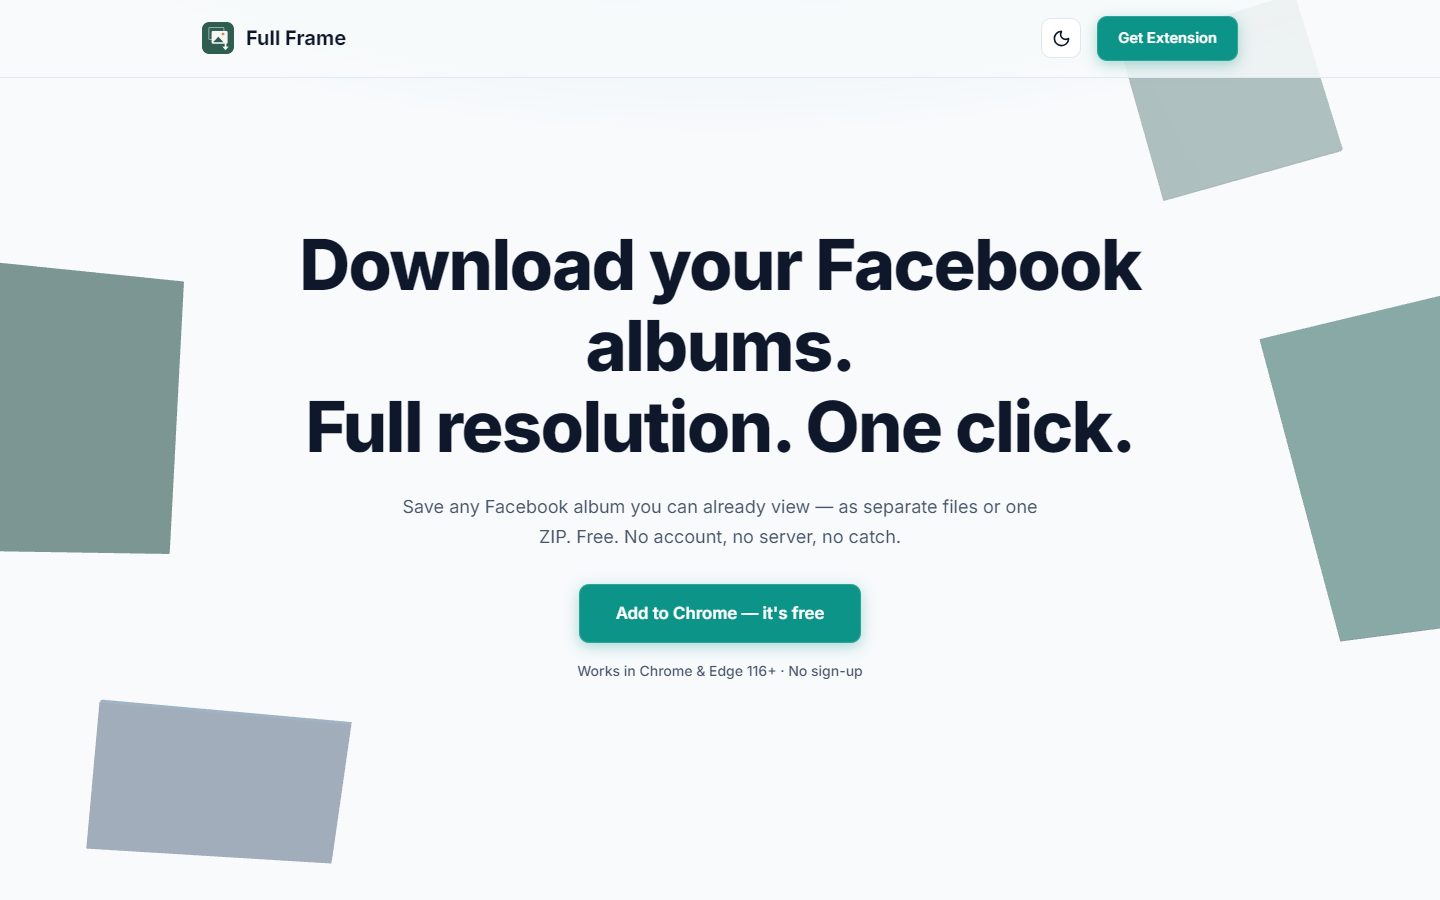 Full Frame
Get Extension
Download your Facebook
albums.
Full resolution. One click.
Save any Facebook album you can already view — as separate files or one
ZIP. Free. No account, no server, no catch.
Add to Chrome — it's free
Works in Chrome & Edge 116+ · No sign-up